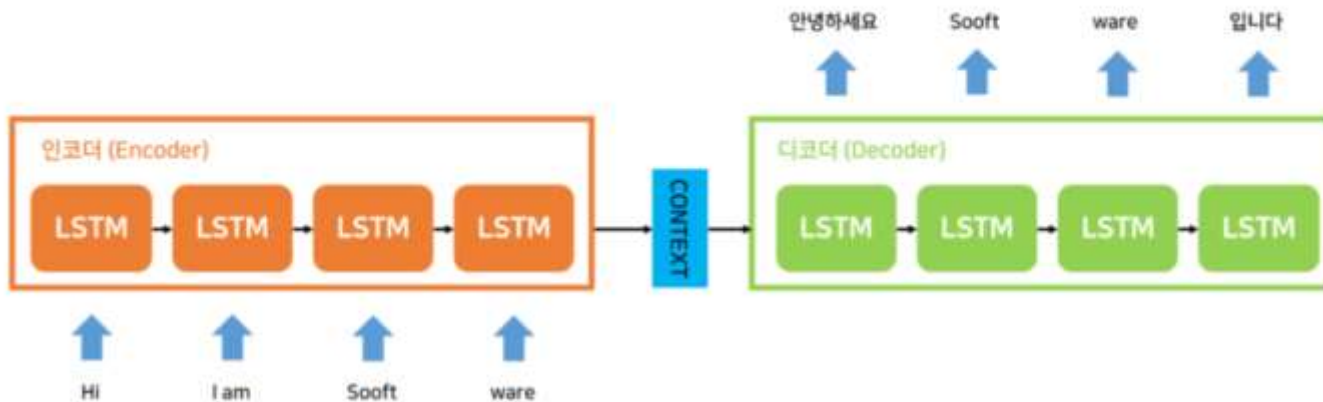 안녕하세요 Sooft ware 입니다
인코더 (Encoder)
디코더 (Decoder)
LSTM LSTM LSTM LSTM
CONTEXT
LSTM LSTM LSTM LSTM
Hi I am Sooft ware